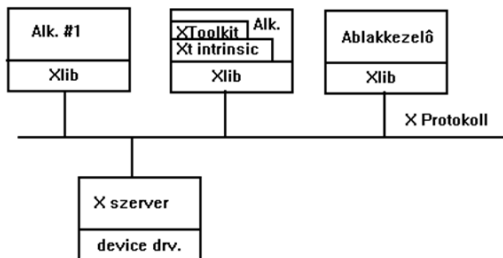 Alk. #1
Xlib
Alk.
XToolkit
Xt intrinsic
Xlib
Ablakkezelô
Xlib
X Protokoll
X szerver
device drv.